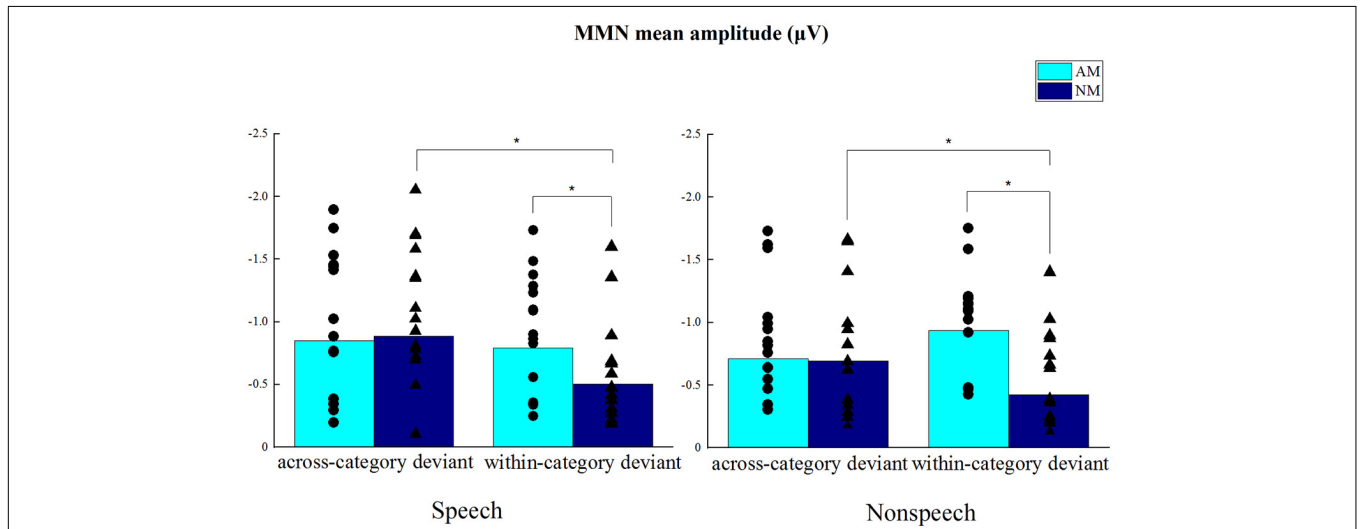 MMN mean amplitude (μV)
AM
NM
-2.5
-2.0
-1.5
-1.0
-0.5
0
*
*
across-category deviant within-category deviant
Speech
-2.5
-2.0
-1.5
-1.0
-0.5
0
*
*
across-category deviant within-category deviant
Nonspeech